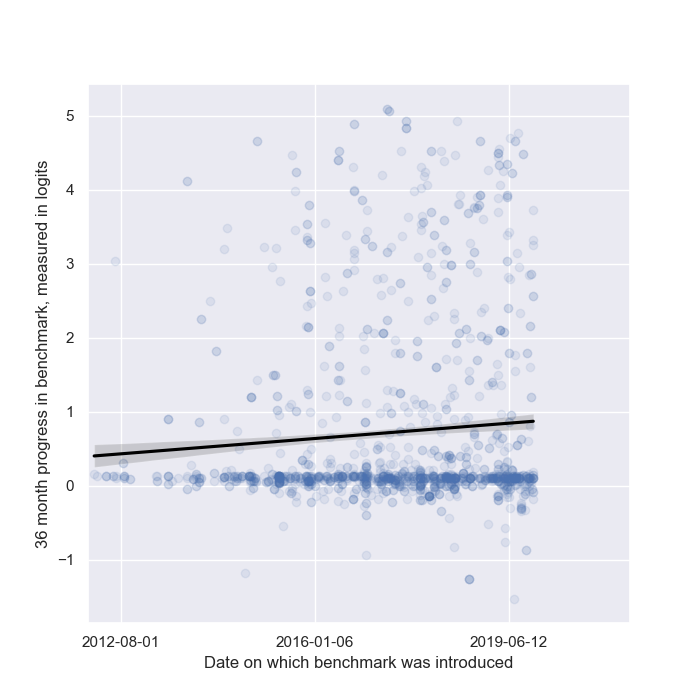 36 month progress in benchmark, measured in logits
5
4
3
2
1
0
−1
2012-08-01 2016-01-06 2019-06-12
Date on which benchmark was introduced